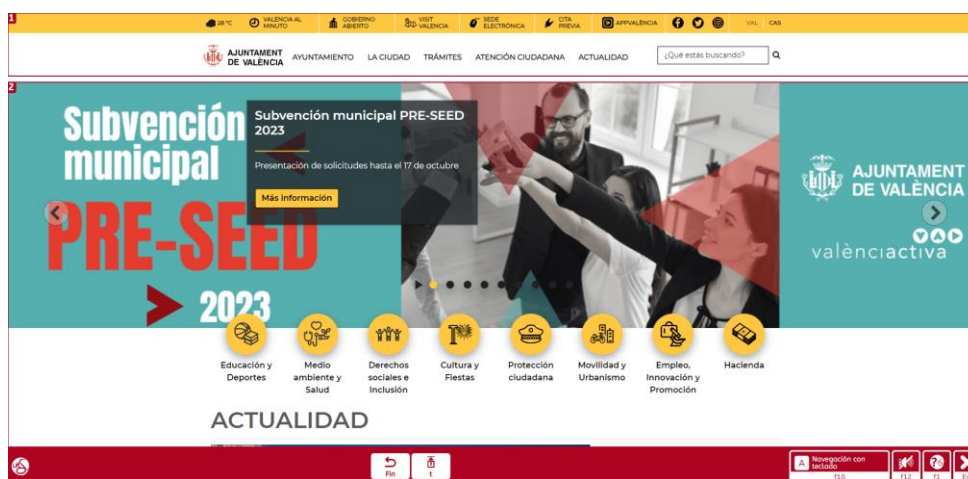 1
28 °C
VALENCIA AL
MINUTO
GOBIERNO
ABIERTO
VISIT
VALENCIA
SEDE
ELECTRÓNICA
CITA
PREVIA
APPVALÈNCIA
VAL CAS
AJUNTAMENT
DE VALÈNCIA
AYUNTAMIENTO LA CIUDAD TRÁMITES ATENCIÓN CIUDADANA ACTUALIDAD
¿Qué estás buscando?
2
Subvención
municipal
PRE-SEED
2023
Subvención municipal PRE-SEED
2023
Presentación de solicitudes hasta el 17 de octubre
Más información
AJUNTAMENT
DE VALÈNCIA
valènciactiva
Educación y
Deportes
Medio
ambiente y
Salud
Derechos
sociales e
Inclusión
Cultura y
Fiestas
Protección
ciudadana
Movilidad y
Urbanismo
Empleo,
Innovación y
Promoción
Hacienda
ACTUALIDAD
Fin
t
A Navegación con
teclado
f10
f12
f1